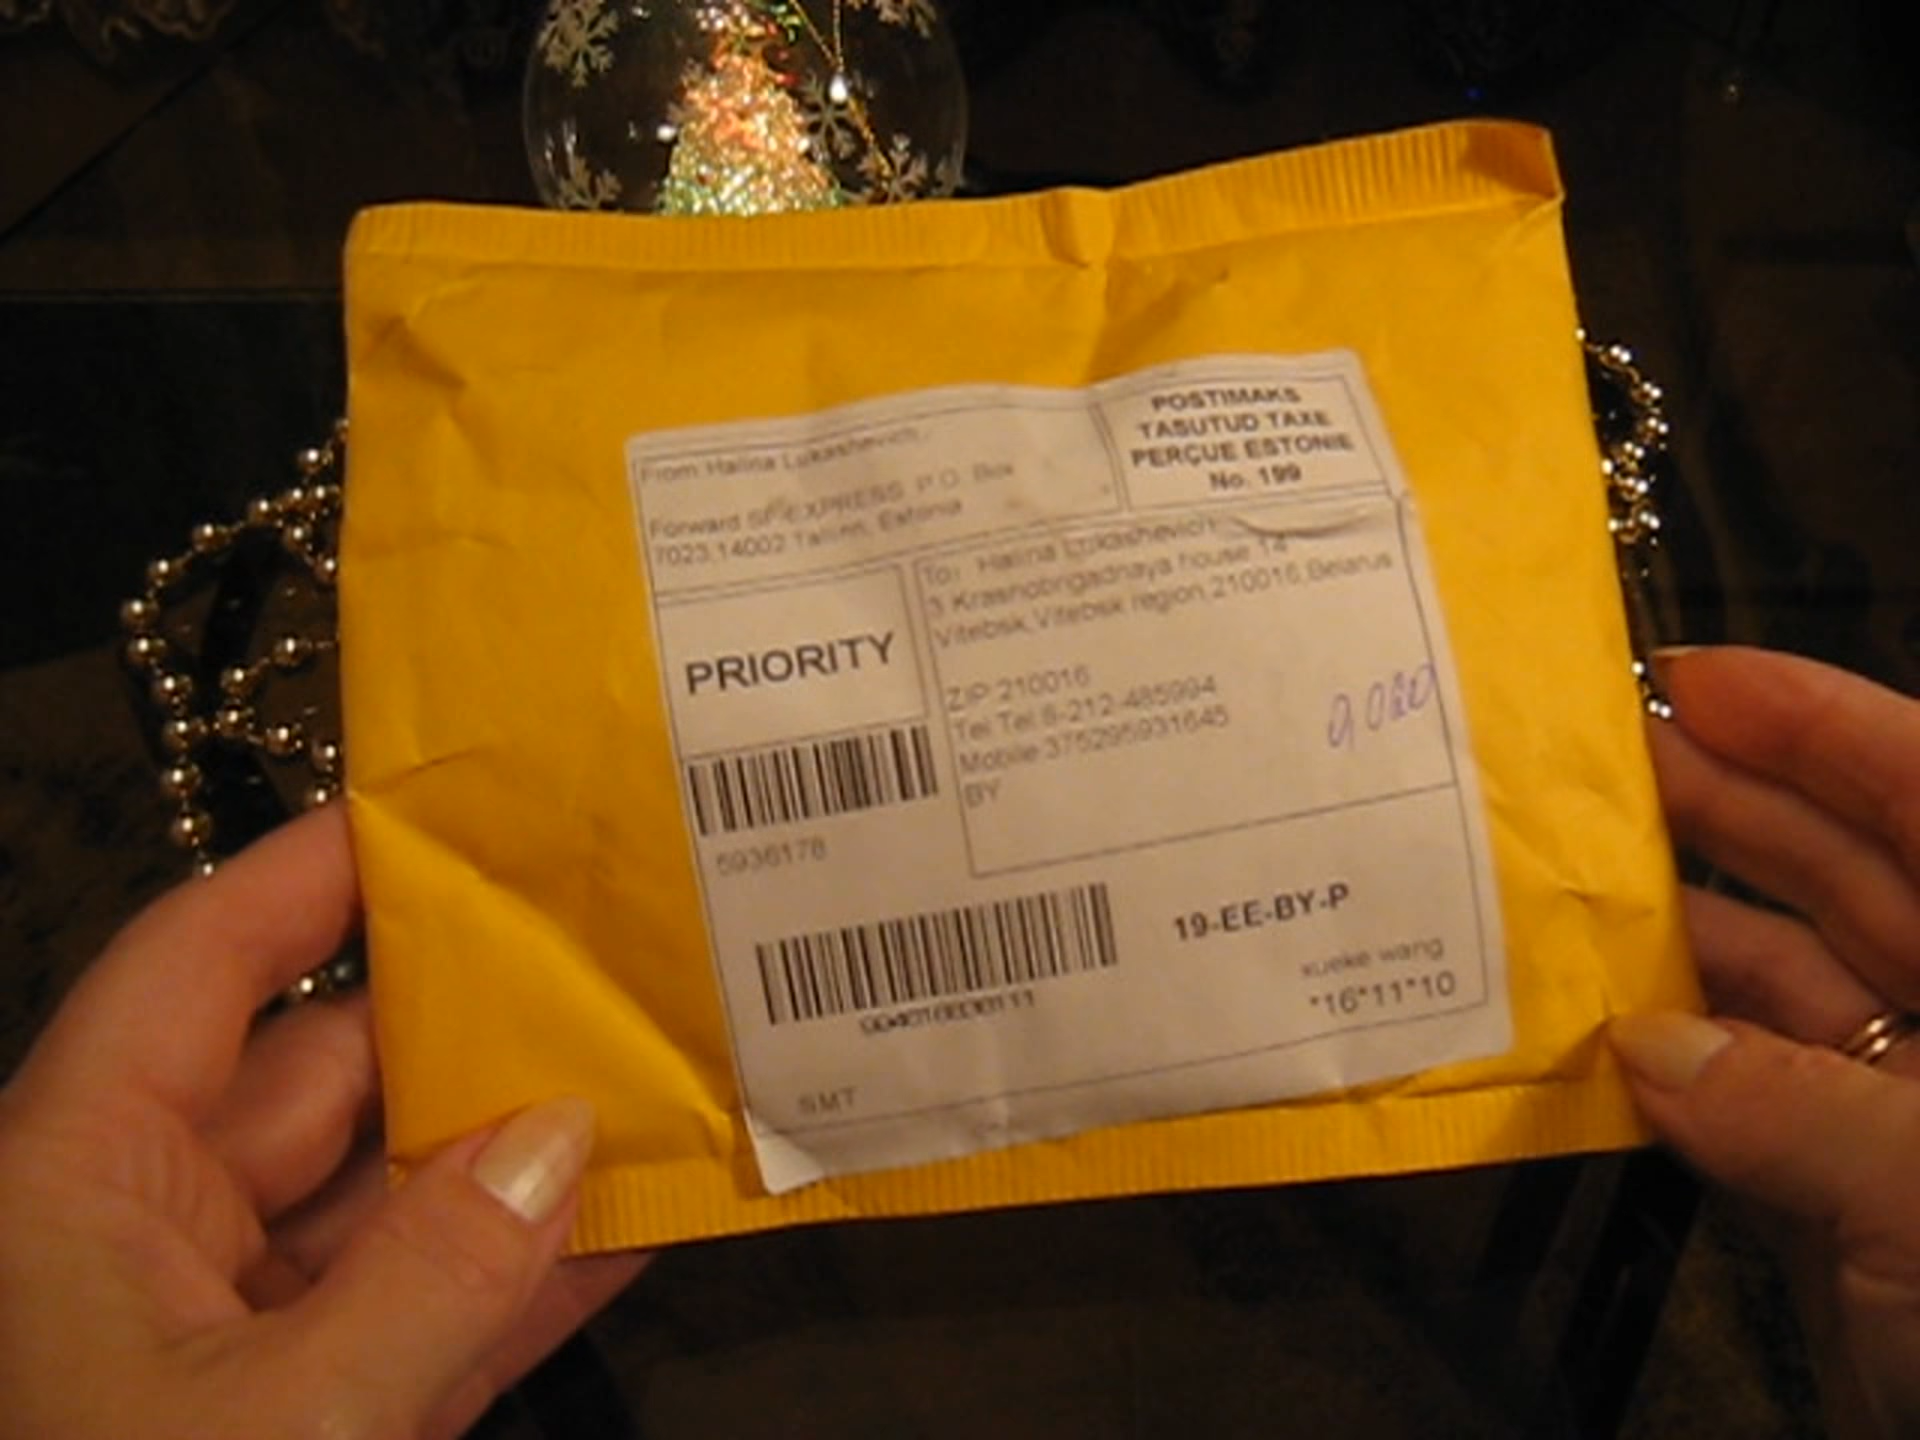 From Halina Lukashevich,
Forward SF EXPRESS P.O. Box
7023,14002 Tallinn, Estonia
POSTIMAKS
TASUTUD TAXE
PERÇUE ESTONIE
No. 199
To: Halina Lukashevich
3 Krasnobrigadnaya house 14
Vitebsk,Vitebsk region,210016,Belarus
ZIP:210016
Tel:Tel:8-212-485994
Mobile:375295931645
BY
PRIORITY
5936178
19-EE-BY-P
xueke wang
*16*11*10
SMT